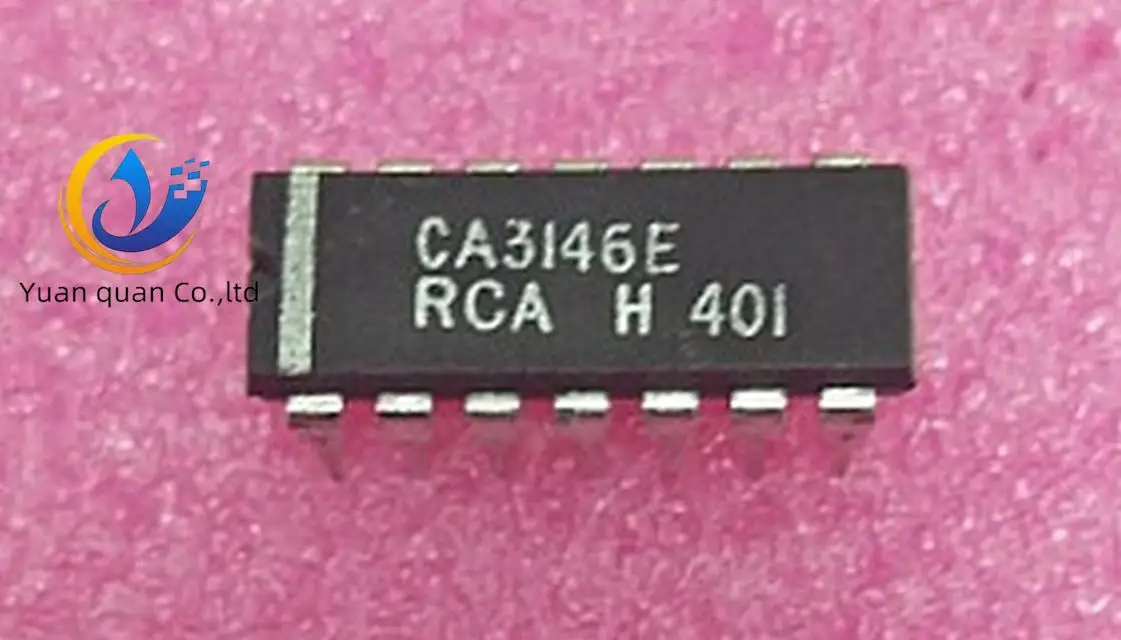 CA3146E
RCA H 401
Yuan quan Co.,ltd